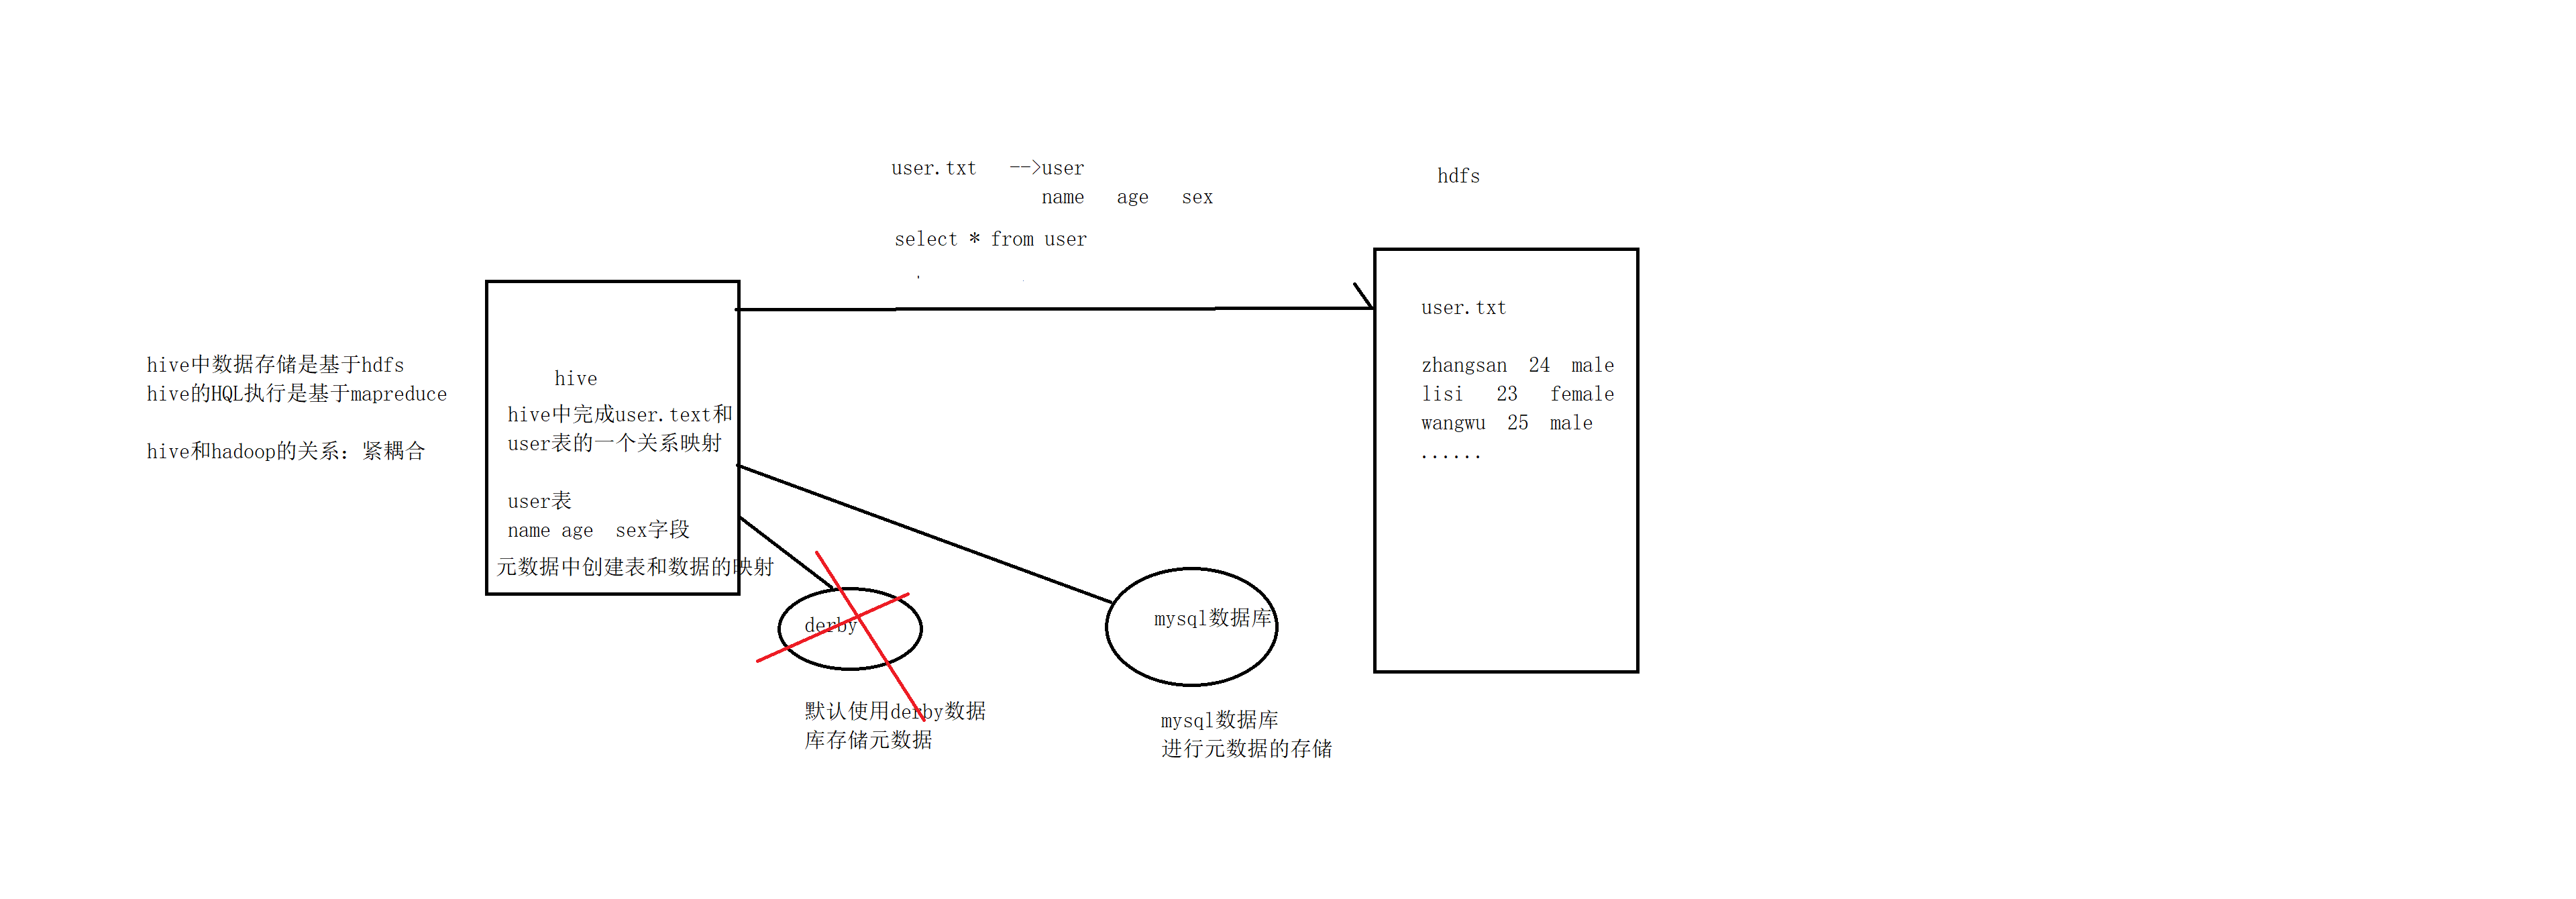 user.txt   -->user
name   age   sex
select * from user
hdfs
hive中数据存储是基于hdfs
hive的HQL执行是基于mapreduce
hive和hadoop的关系：紧耦合
hive
hive中完成user.text和
user表的一个关系映射
user表
name age  sex字段
元数据中创建表和数据的映射
user.txt
zhangsan  24  male
lisi   23   female
wangwu  25  male
......
derby
默认使用derby数据
库存储元数据
mysql数据库
mysql数据库
进行元数据的存储